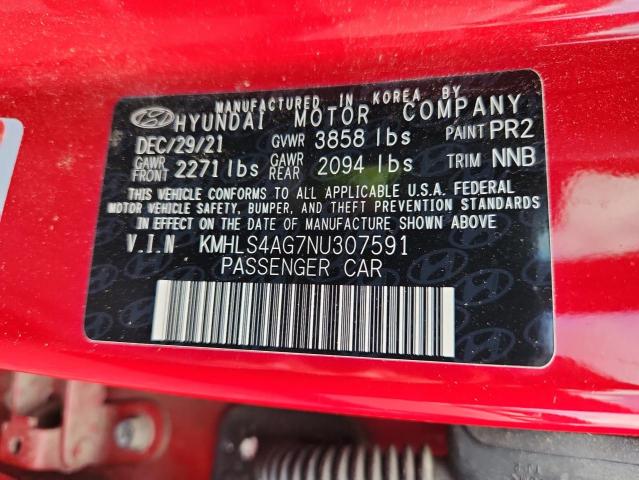 MANUFACTURED IN KOREA BY
HYUNDAI MOTOR COMPANY
DEC/29/21 GVWR 3858 lbs PAINT PR2
GAWR FRONT 2271 lbs GAWR REAR 2094 lbs TRIM NNB
THIS VEHICLE CONFORMS TO ALL APPLICABLE U.S.A. FEDERAL
MOTOR VEHICLE SAFETY, BUMPER, AND THEFT PREVENTION STANDARDS
IN EFFECT ON THE DATE OF MANUFACTURE SHOWN ABOVE
V.I.N KMHLS4AG7NU307591
PASSENGER CAR